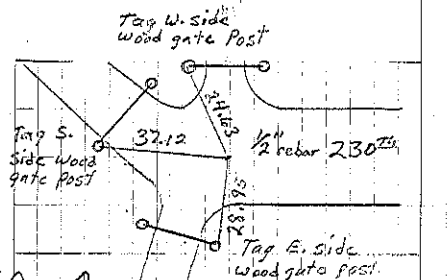 Tag W. side
wood gate Post
24.63
Tag S.
side wood
gate post
37.12
1/2" rebar 230th
28.95
Tag E. side
wood gate post